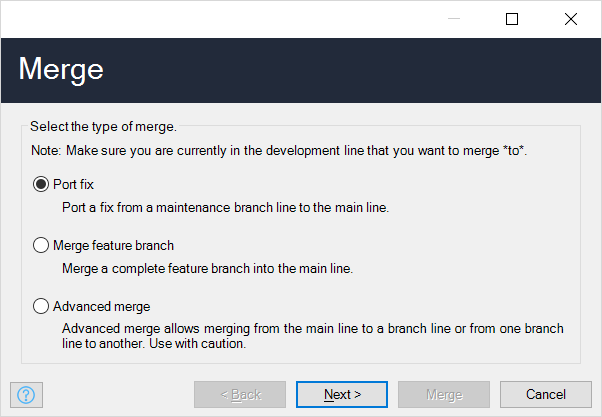 Merge
Select the type of merge.
Note: Make sure you are currently in the development line that you want to merge *to*.
Port fix
Port a fix from a maintenance branch line to the main line.
Merge feature branch
Merge a complete feature branch into the main line.
Advanced merge
Advanced merge allows merging from the main line to a branch line or from one branch
line to another. Use with caution.
? < Back Next > Merge Cancel